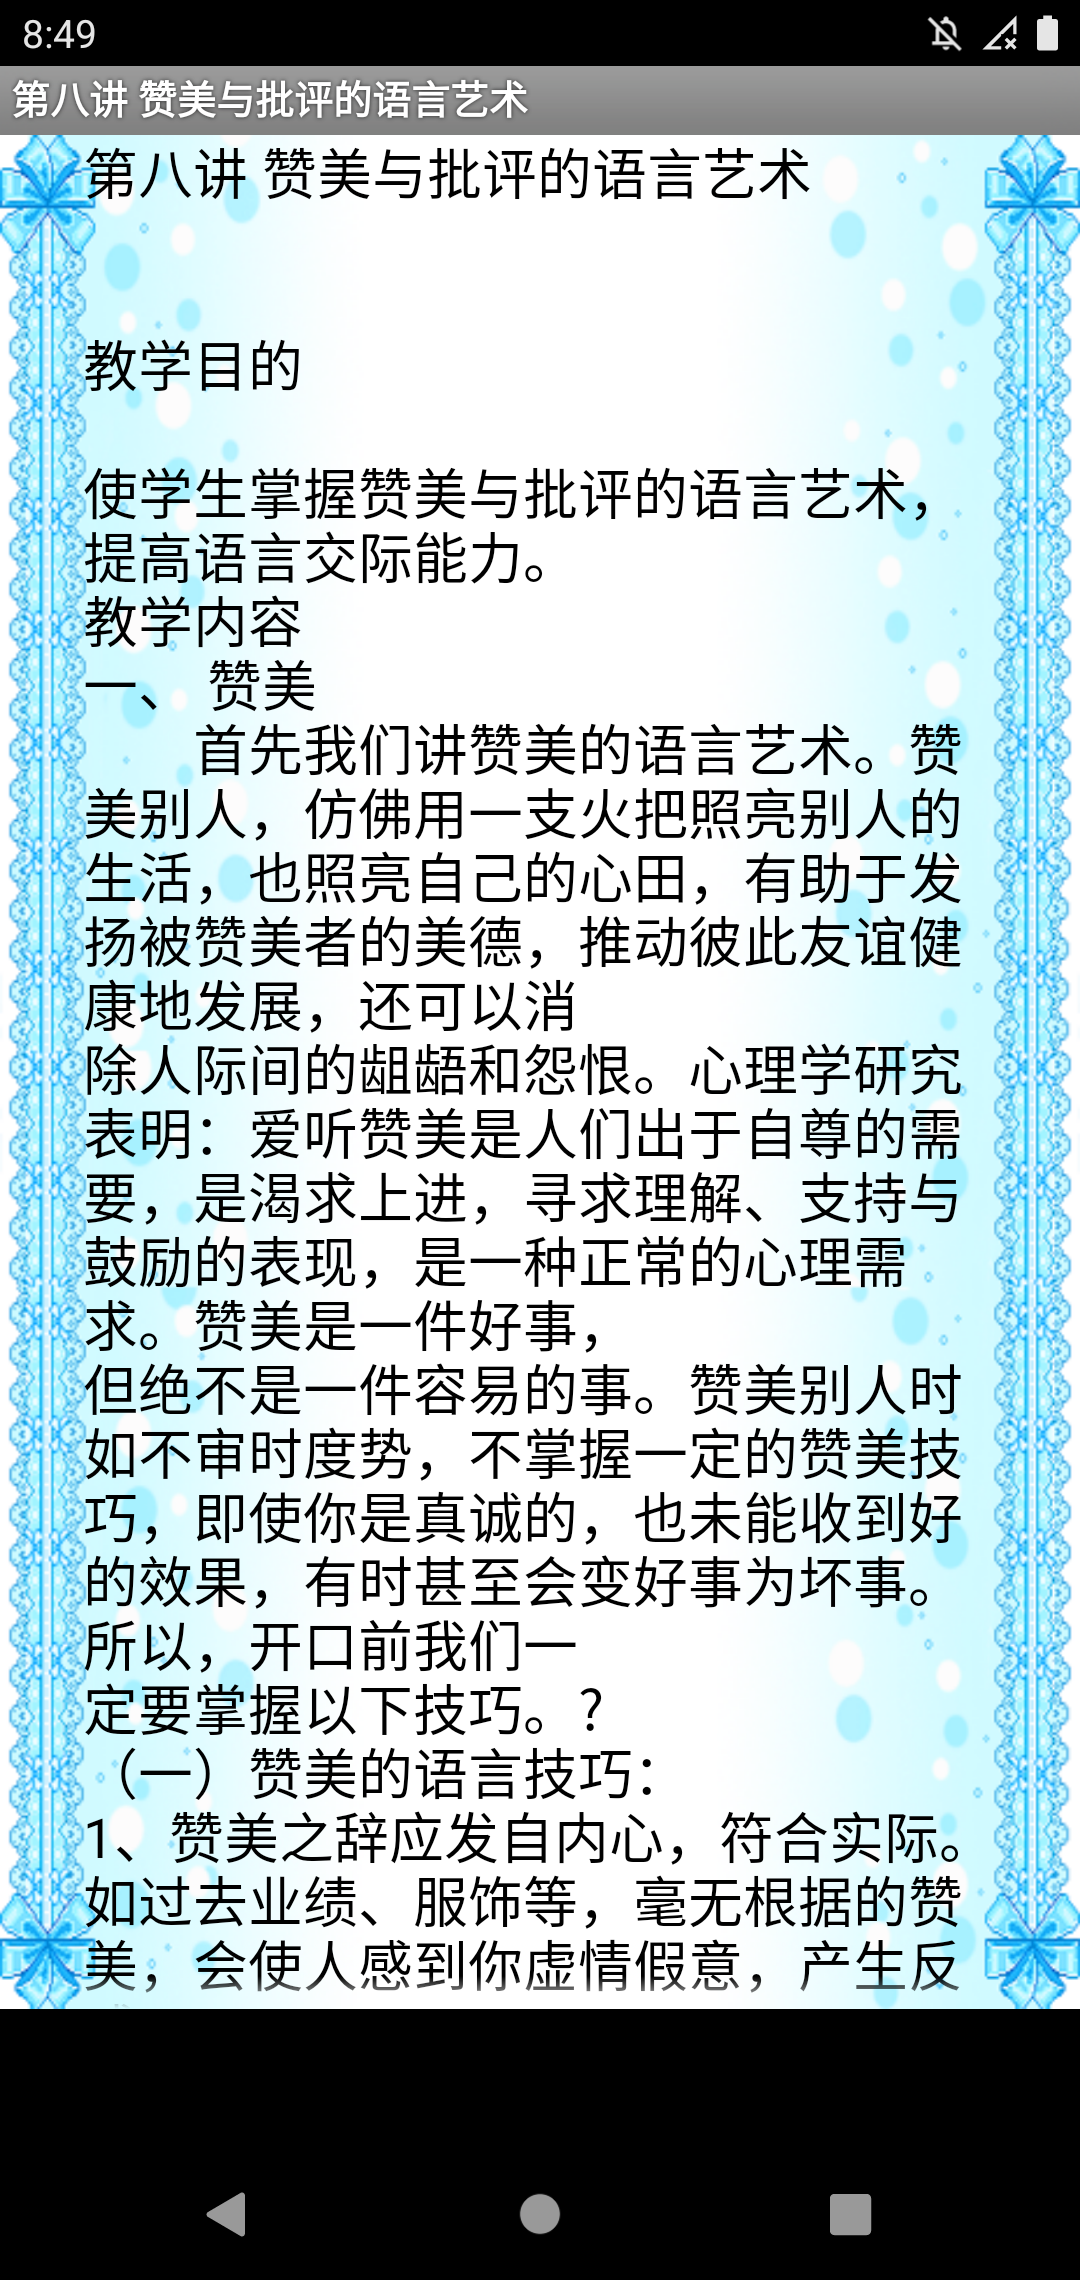 8:49
第八讲 赞美与批评的语言艺术
第八讲 赞美与批评的语言艺术
教学目的
使学生掌握赞美与批评的语言艺术，
提高语言交际能力。
教学内容
一、 赞美
首先我们讲赞美的语言艺术。赞
美别人，仿佛用一支火把照亮别人的
生活，也照亮自己的心田，有助于发
扬被赞美者的美德，推动彼此友谊健
康地发展，还可以消
除人际间的龃龉和怨恨。心理学研究
表明：爱听赞美是人们出于自尊的需
要，是渴求上进，寻求理解、支持与
鼓励的表现，是一种正常的心理需
求。赞美是一件好事，
但绝不是一件容易的事。赞美别人时
如不审时度势，不掌握一定的赞美技
巧，即使你是真诚的，也未能收到好
的效果，有时甚至会变好事为坏事。
所以，开口前我们一
定要掌握以下技巧。?
（一）赞美的语言技巧：
1、赞美之辞应发自内心，符合实际。
如过去业绩、服饰等，毫无根据的赞
美，会使人感到你虚情假意，产生反